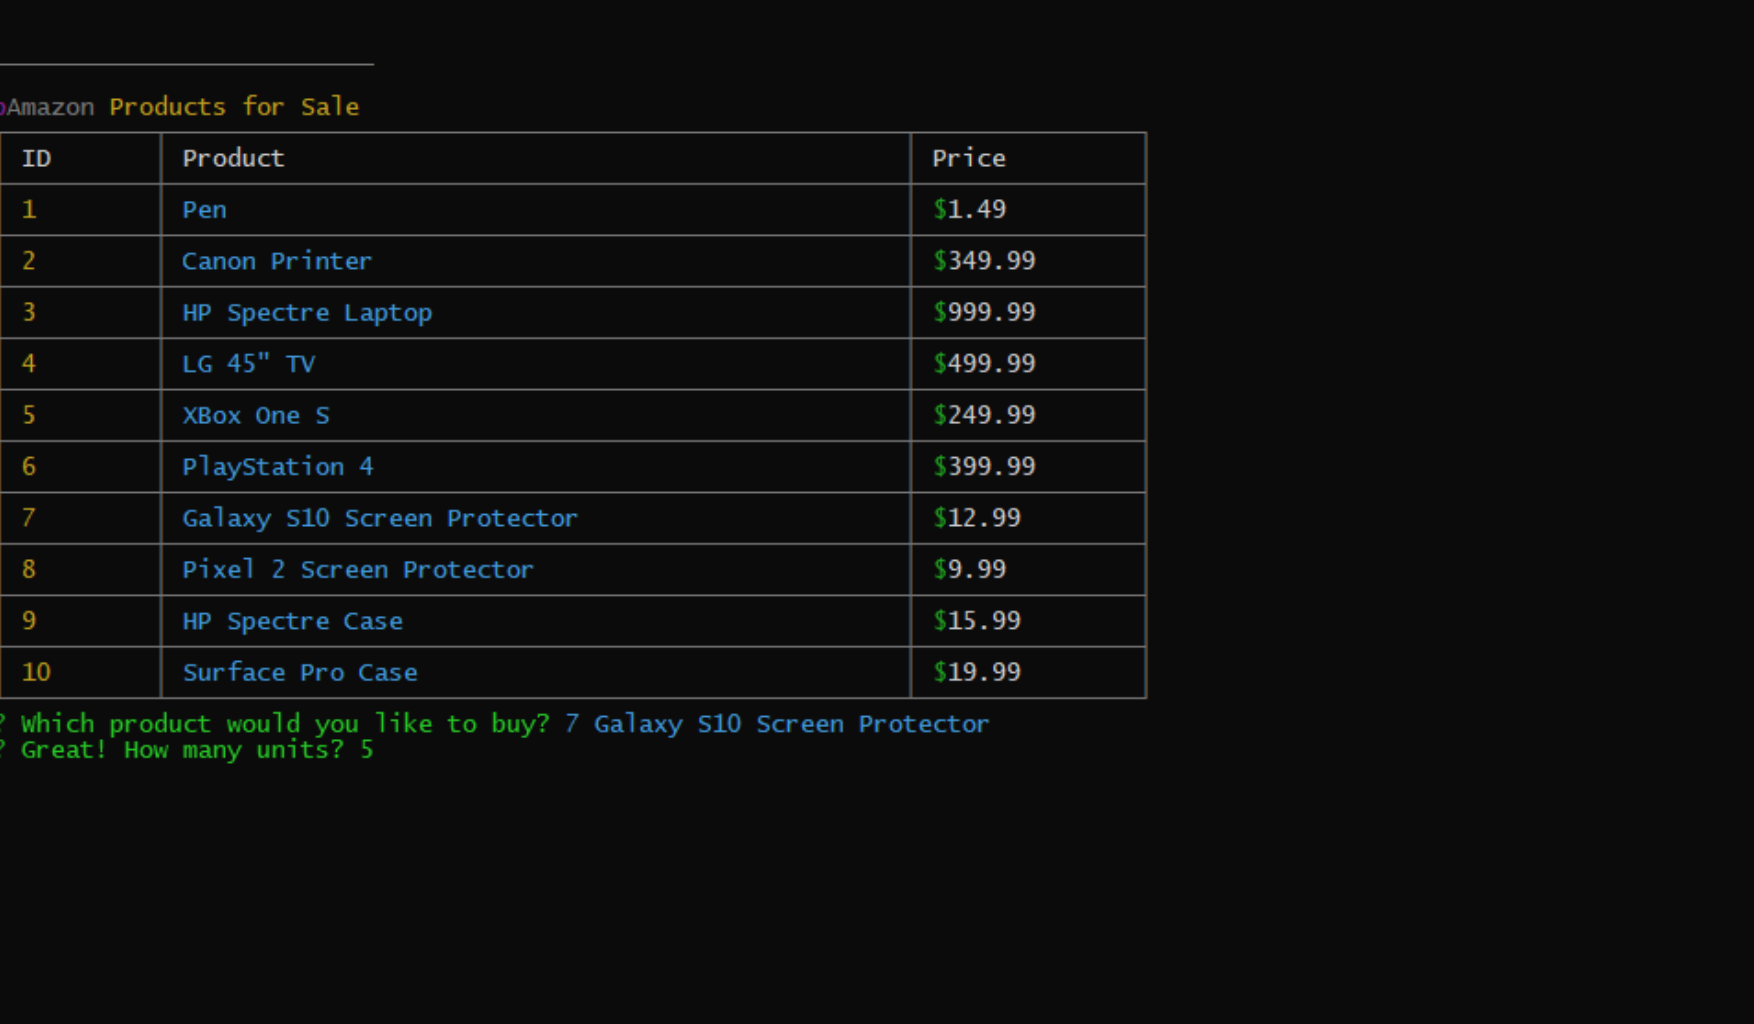 Amazon Products for Sale
ID Product Price
1 Pen $1.49
2 Canon Printer $349.99
3 HP Spectre Laptop $999.99
4 LG 45" TV $499.99
5 XBox One S $249.99
6 PlayStation 4 $399.99
7 Galaxy S10 Screen Protector $12.99
8 Pixel 2 Screen Protector $9.99
9 HP Spectre Case $15.99
10 Surface Pro Case $19.99
? Which product would you like to buy? 7 Galaxy S10 Screen Protector
? Great! How many units? 5